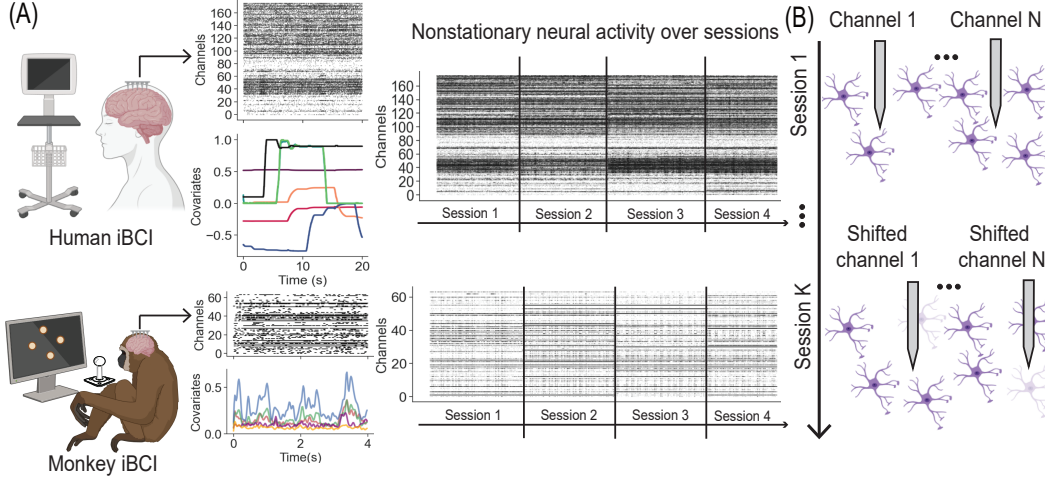 (A)
Human iBCI
Channels
160
140
120
100
80
60
40
20
0
Covariates
1.0
0.5
0.0
−0.5
0
10
20
Time (s)
Nonstationary neural activity over sessions
Channels
160
140
120
100
80
60
40
20
0
Session 1
Session 2
Session 3
Session 4
Monkey iBCI
Channels
60
40
20
0
Covariates
0.5
0.0
0
2
4
Time(s)
Channels
60
40
20
0
Session 1
Session 2
Session 3
Session 4
(B)
Channel 1
Channel N
Session 1
Shifted
channel 1
Shifted
channel N
Session K